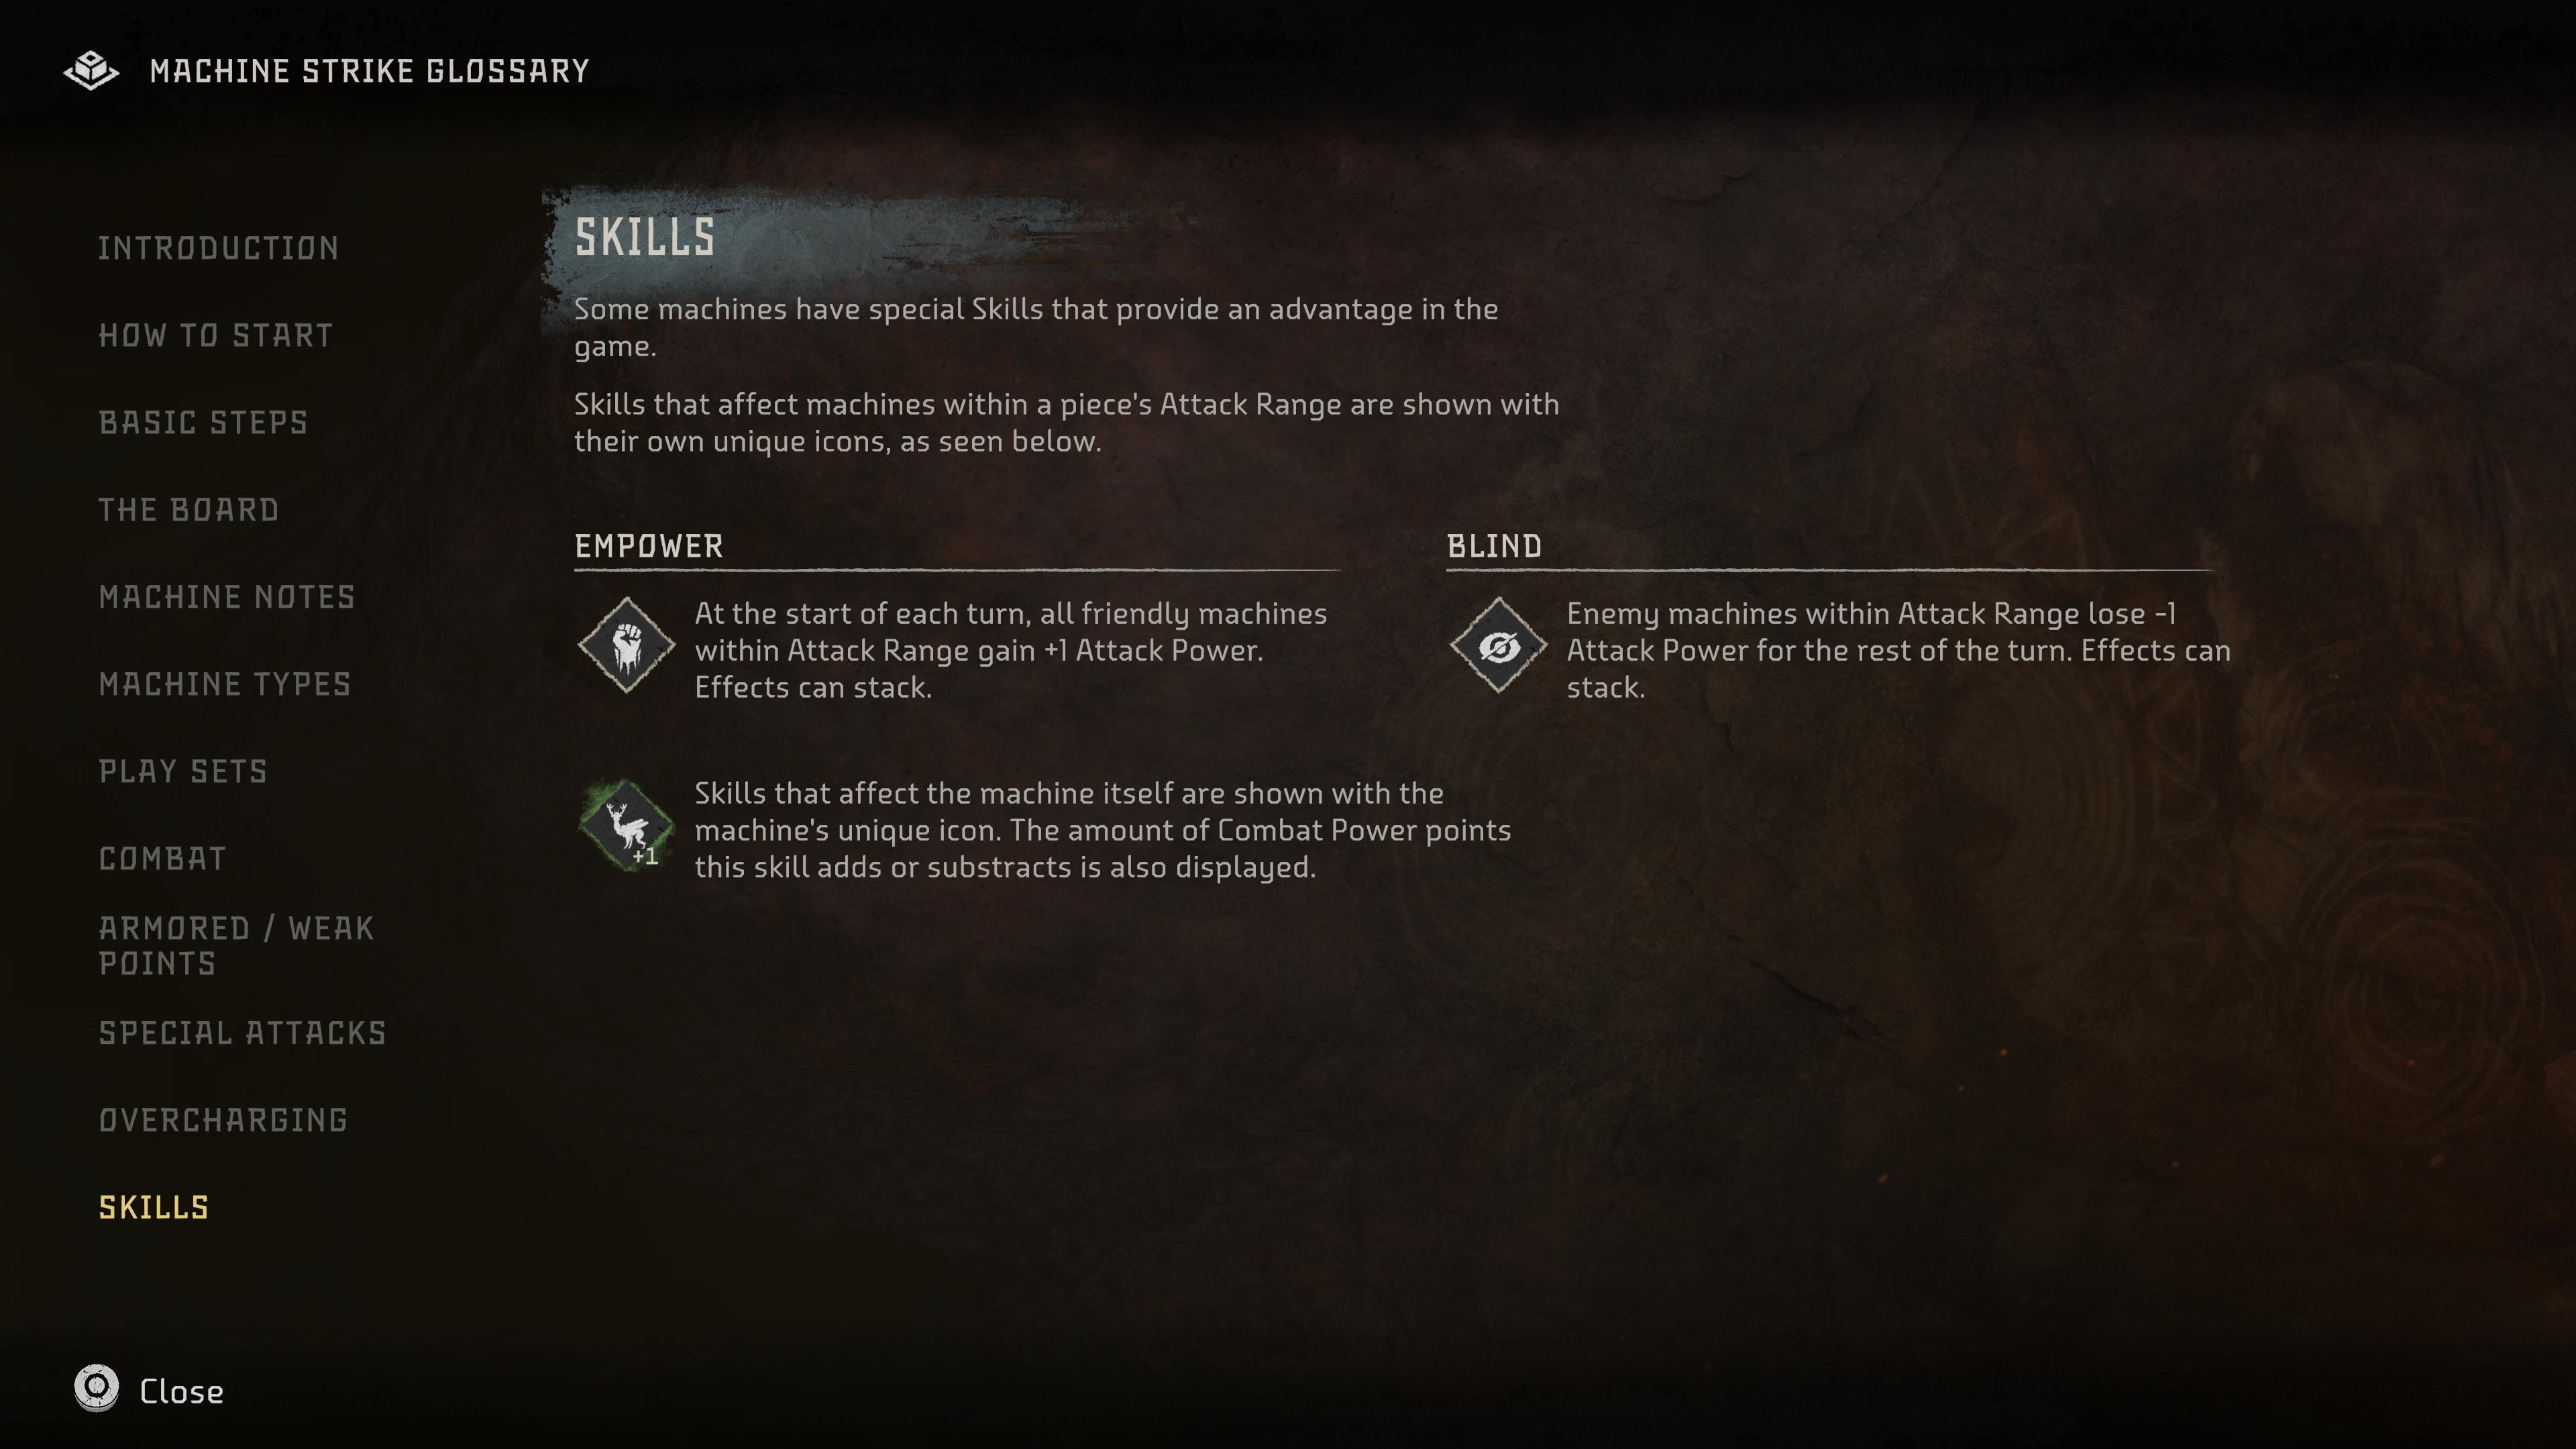 MACHINE STRIKE GLOSSARY
INTRODUCTION
HOW TO START
BASIC STEPS
THE BOARD
MACHINE NOTES
MACHINE TYPES
PLAY SETS
COMBAT
ARMORED / WEAK
POINTS
SPECIAL ATTACKS
OVERCHARGING
SKILLS
SKILLS
Some machines have special Skills that provide an advantage in the
game.
Skills that affect machines within a piece's Attack Range are shown with
their own unique icons, as seen below.
EMPOWER
At the start of each turn, all friendly machines
within Attack Range gain +1 Attack Power.
Effects can stack.
BLIND
Enemy machines within Attack Range lose -1
Attack Power for the rest of the turn. Effects can
stack.
+1
Skills that affect the machine itself are shown with the
machine's unique icon. The amount of Combat Power points
this skill adds or substracts is also displayed.
Close